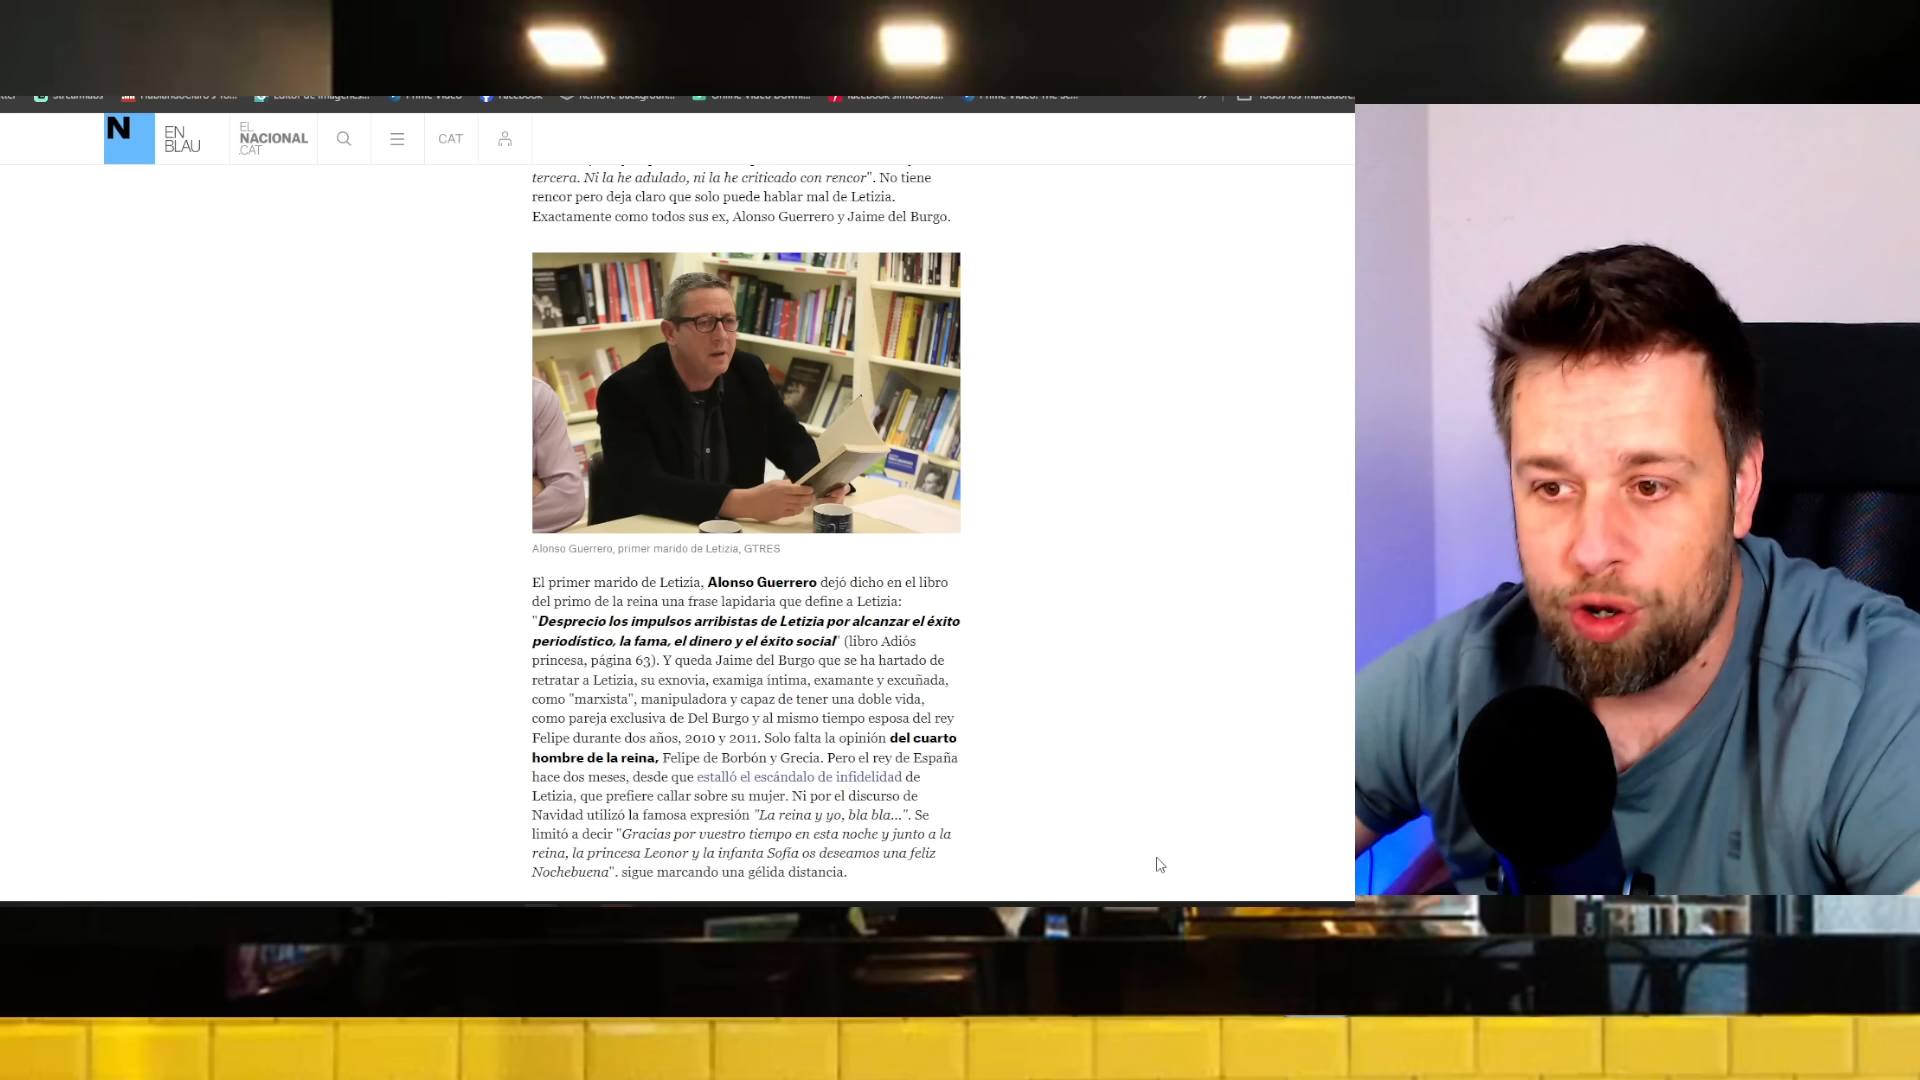 Prime Video
Facebook
N
EN
BLAU
EL
NACIONAL
.CAT
CAT
tercera. Ni la he adulado, ni la he criticado con rencor". No tiene
rencor pero deja claro que solo puede hablar mal de Letizia.
Exactamente como todos sus ex, Alonso Guerrero y Jaime del Burgo.
Alonso Guerrero, primer marido de Letizia, GTRES
El primer marido de Letizia, Alonso Guerrero dejó dicho en el libro
del primo de la reina una frase lapidaria que define a Letizia:
"Desprecio los impulsos arribistas de Letizia por alcanzar el éxito
periodístico, la fama, el dinero y el éxito social" (libro Adiós
princesa, página 63). Y queda Jaime del Burgo que se ha hartado de
retratar a Letizia, su exnovia, examiga íntima, examante y excuñada,
como "marxista", manipuladora y capaz de tener una doble vida,
como pareja exclusiva de Del Burgo y al mismo tiempo esposa del rey
Felipe durante dos años, 2010 y 2011. Solo falta la opinión del cuarto
hombre de la reina, Felipe de Borbón y Grecia. Pero el rey de España
hace dos meses, desde que estalló el escándalo de infidelidad de
Letizia, que prefiere callar sobre su mujer. Ni por el discurso de
Navidad utilizó la famosa expresión "La reina y yo, bla bla...". Se
limitó a decir "Gracias por vuestro tiempo en esta noche y junto a la
reina, la princesa Leonor y la infanta Sofía os deseamos una feliz
Nochebuena". sigue marcando una gélida distancia.